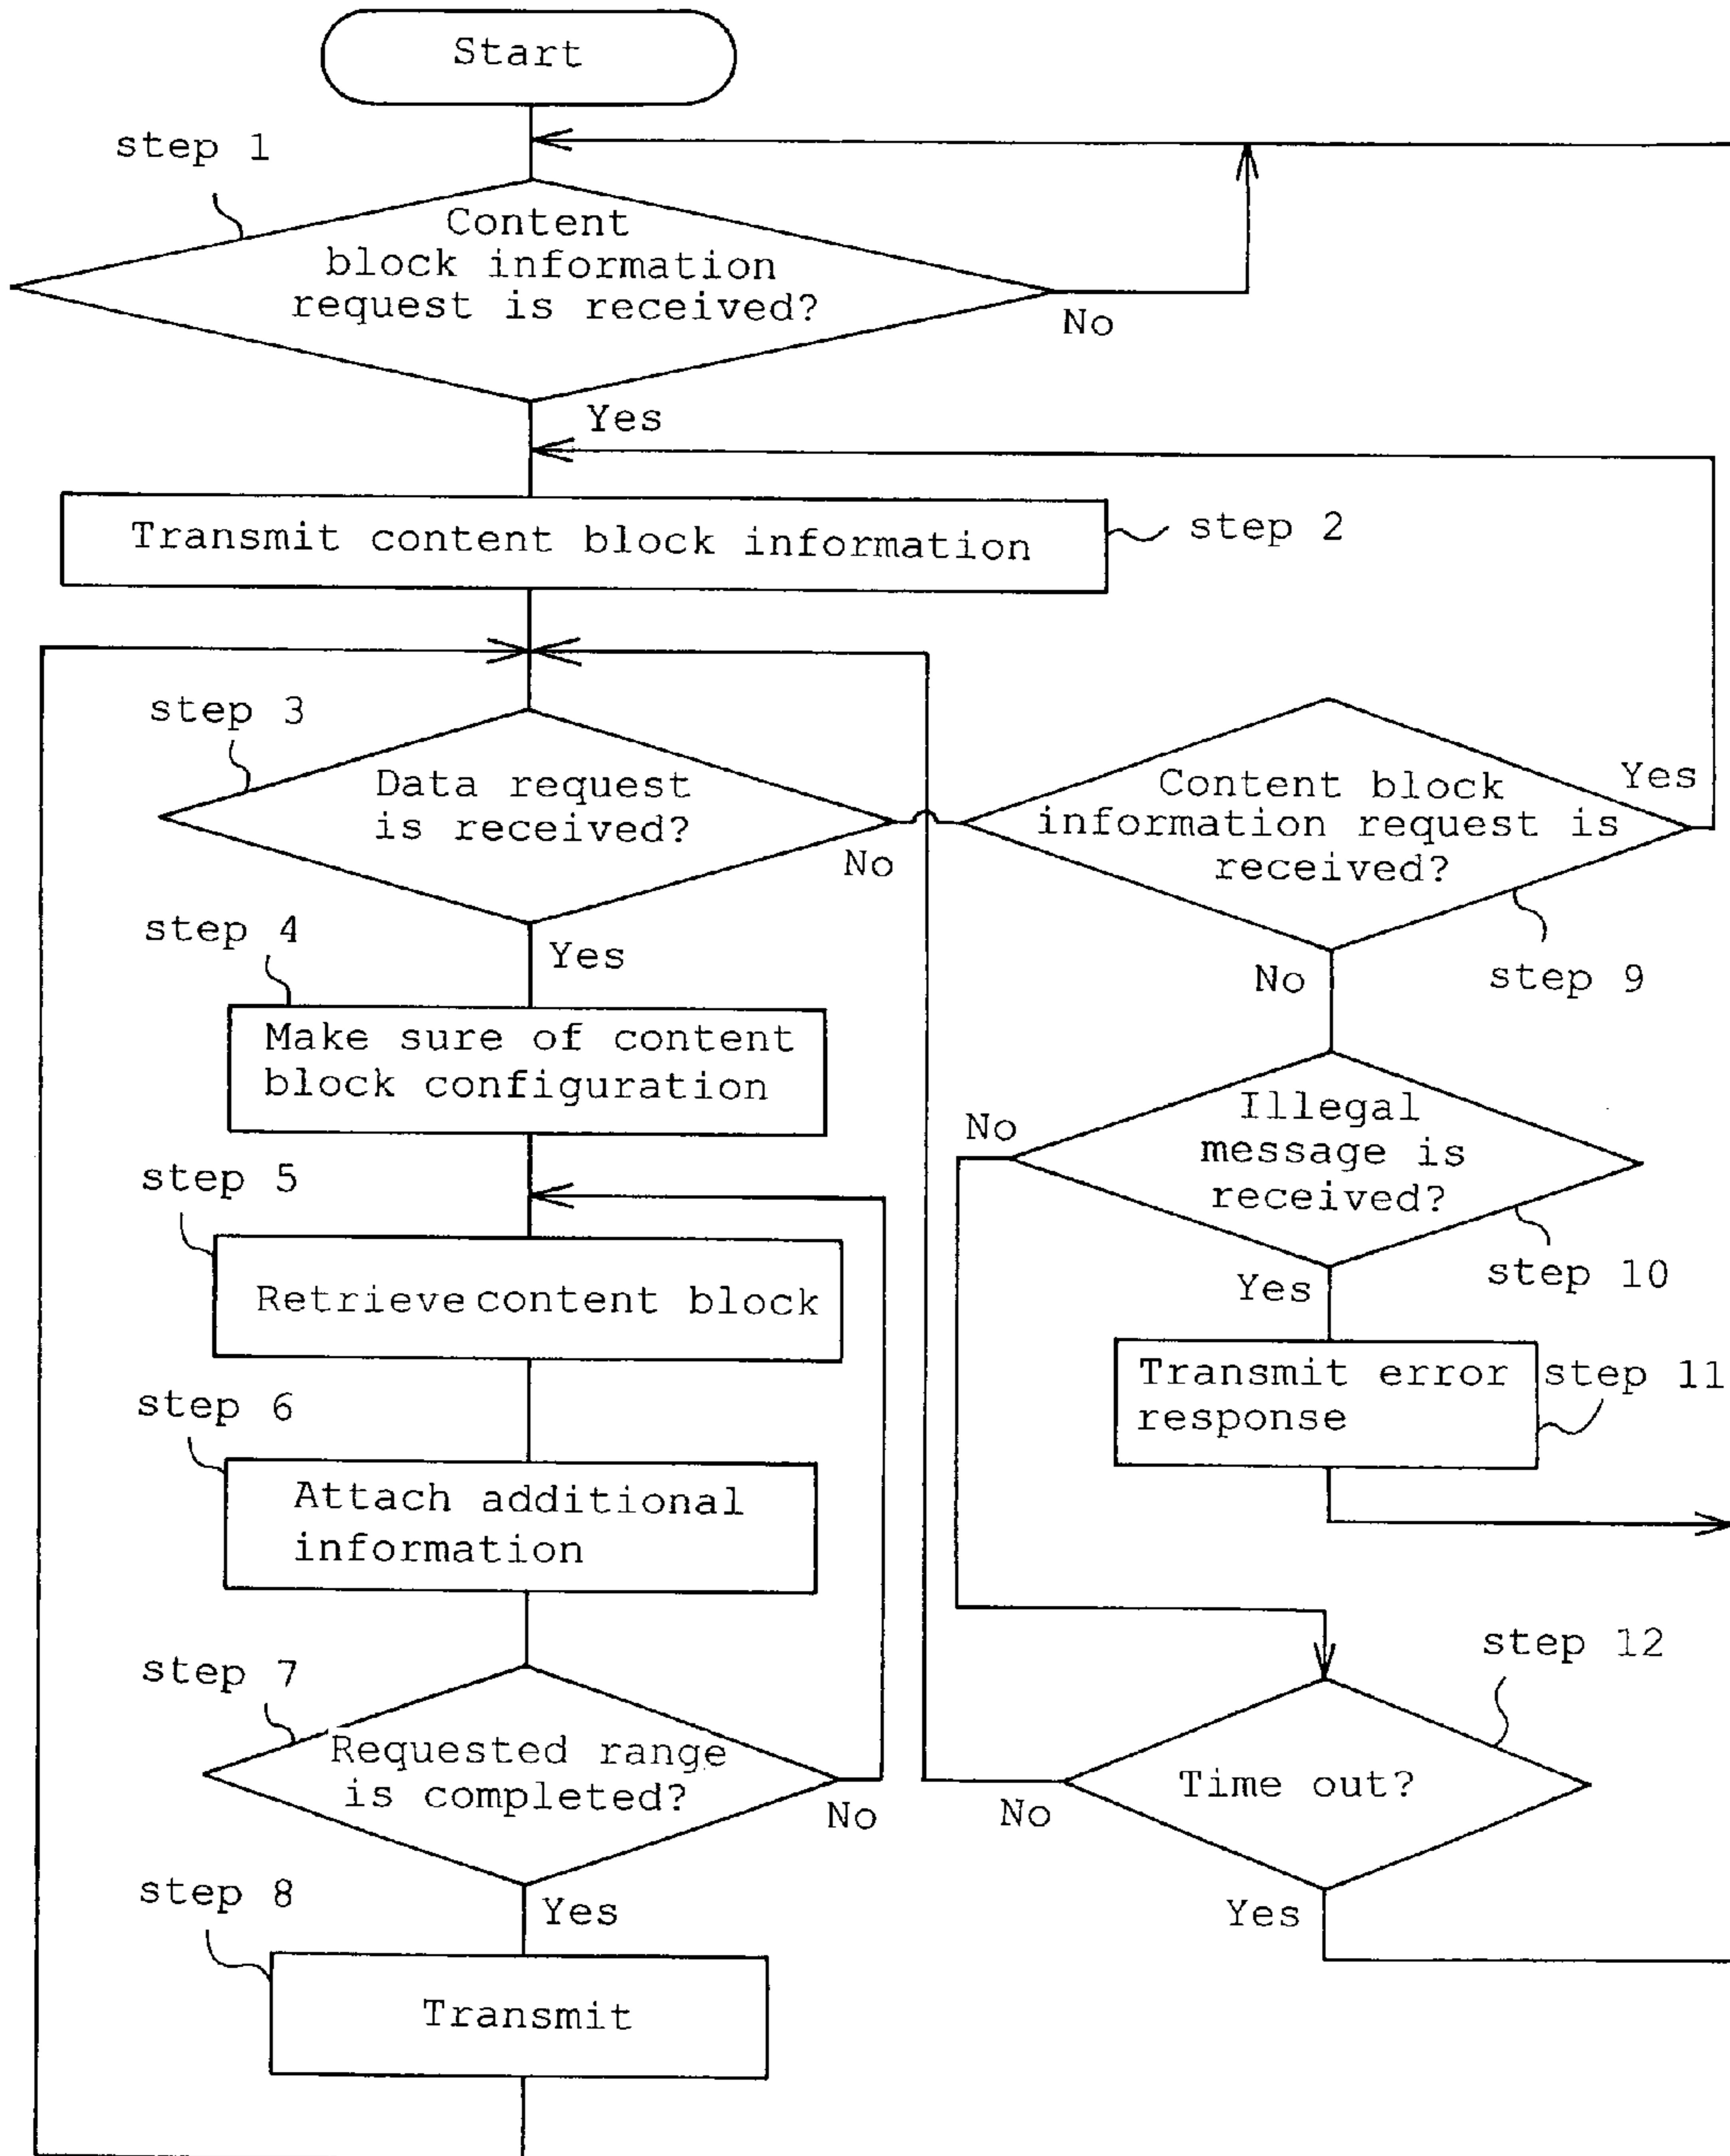 Start
step 1
Content
block information
request is received?
No
Yes
Transmit content block information
step 2
step 3
Data request
is received?
No
Yes
Content block
information request is
received?
Yes
step 9
No
step 4
Make sure of content
block configuration
Illegal
message is
received?
No
step 10
Yes
step 5
Retrieve content block
Transmit error
response
step 11
step 6
Attach additional
information
step 7
Requested range
is completed?
No
Yes
step 12
Time out?
No
Yes
step 8
Transmit